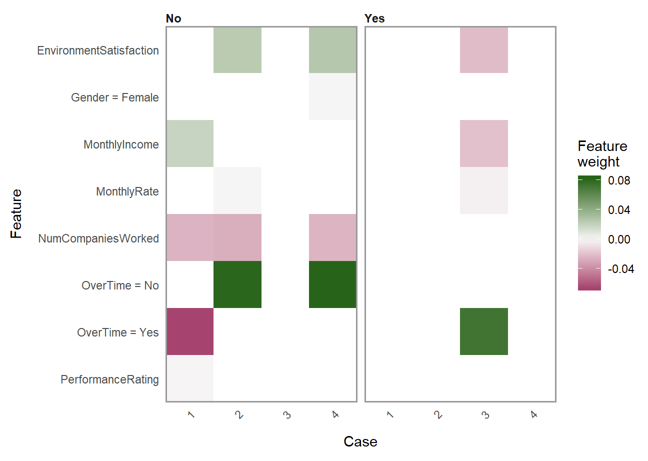 No
Yes
EnvironmentSatisfaction
Gender = Female
MonthlyIncome
MonthlyRate
NumCompaniesWorked
OverTime = No
OverTime = Yes
PerformanceRating
Feature
1 2 3 4
1 2 3 4
Case
Feature
weight
0.08
0.04
0.00
-0.04